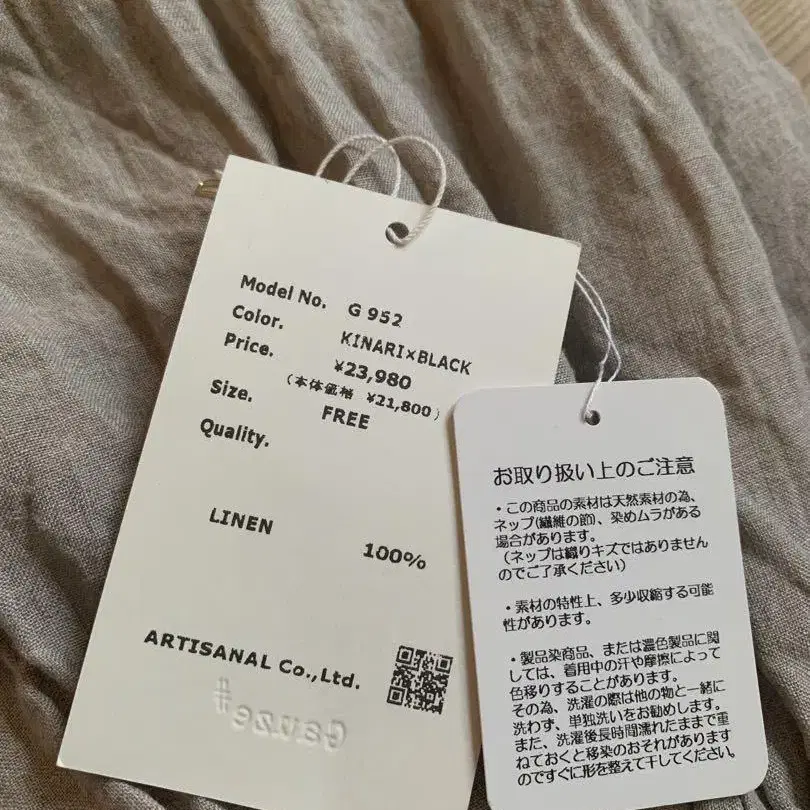 Model No. G 952
Color. KINARI×BLACK
Price. ¥23,980
(本体価格 ¥21,800)
Size. FREE
Quality.
LINEN 100%
ARTISANAL Co.,Ltd.
Gauze#
お取り扱い上のご注意
・この商品の素材は天然素材の為、
ネップ(繊維の節)、染めムラがある
場合があります。
(ネップは織りキズではありません
のでご了承ください)
・素材の特性上、多少収縮する可能
性があります。
・製品染商品、または濃色製品に関
しては、着用中の汗や摩擦によって
色移りすることがあります。
その為、洗濯の際は他の物と一緒に
洗わず、単独洗いをお勧めします。
また、洗濯後長時間濡れたままで重
ねておくと移染のおそれがあります
のですぐに形を整えて干してください。